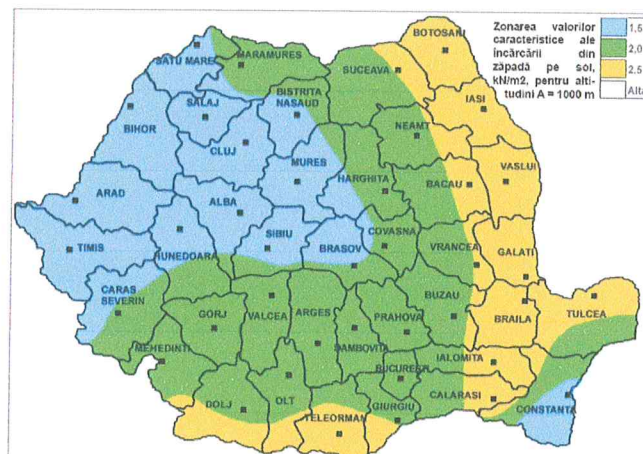 Zonarea valorilor
caracteristice ale
încărcării din
zăpadă pe sol,
kN/m2, pentru alti-
tudini A = 1000 m
1,5
2,0
2,5
Alti
BOTOSANI
SATU MARE
MARAMURES
SUCEAVA
BISTRITA
NASAUD
IASI
SALAJ
BIHOR
NEAMT
CLUJ
MURES
HARGHITA
BACAU
VASLUI
ARAD
ALBA
TIMIS
HUNEDOARA
SIBIU
BRASOV
COVASNA
VRANCEA
GALATI
CARAS
SEVERIN
GORJ
VALCEA
ARGES
PRAHOVA
BUZAU
BRAILA
TULCEA
MEHEDINTI
DAMBOVITA
IALOMITA
BUCURESTI
DOLJ
OLT
TELEORMAN
GIURGIU
CALARASI
CONSTANTA